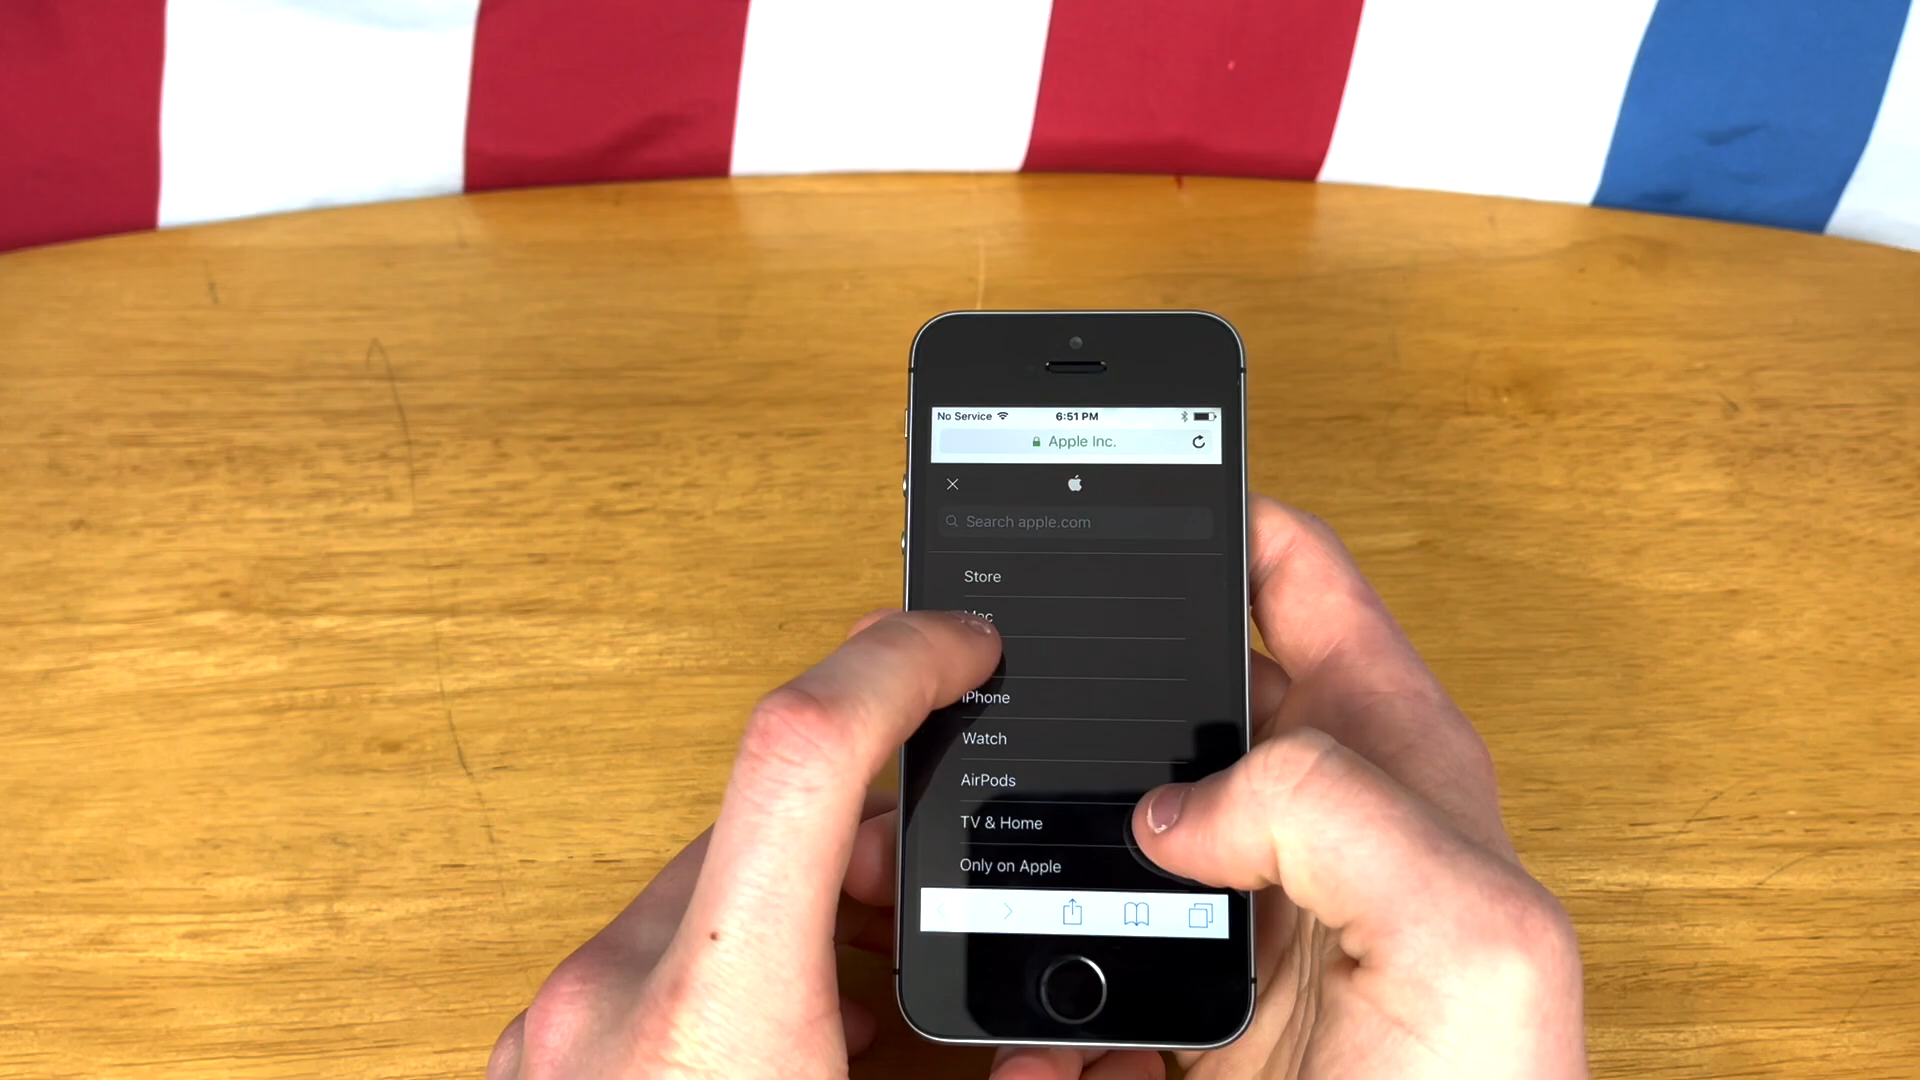 No Service 6:51 PM
Apple Inc.
Search apple.com
Store
Mac
iPhone
Watch
AirPods
TV & Home
Only on Apple